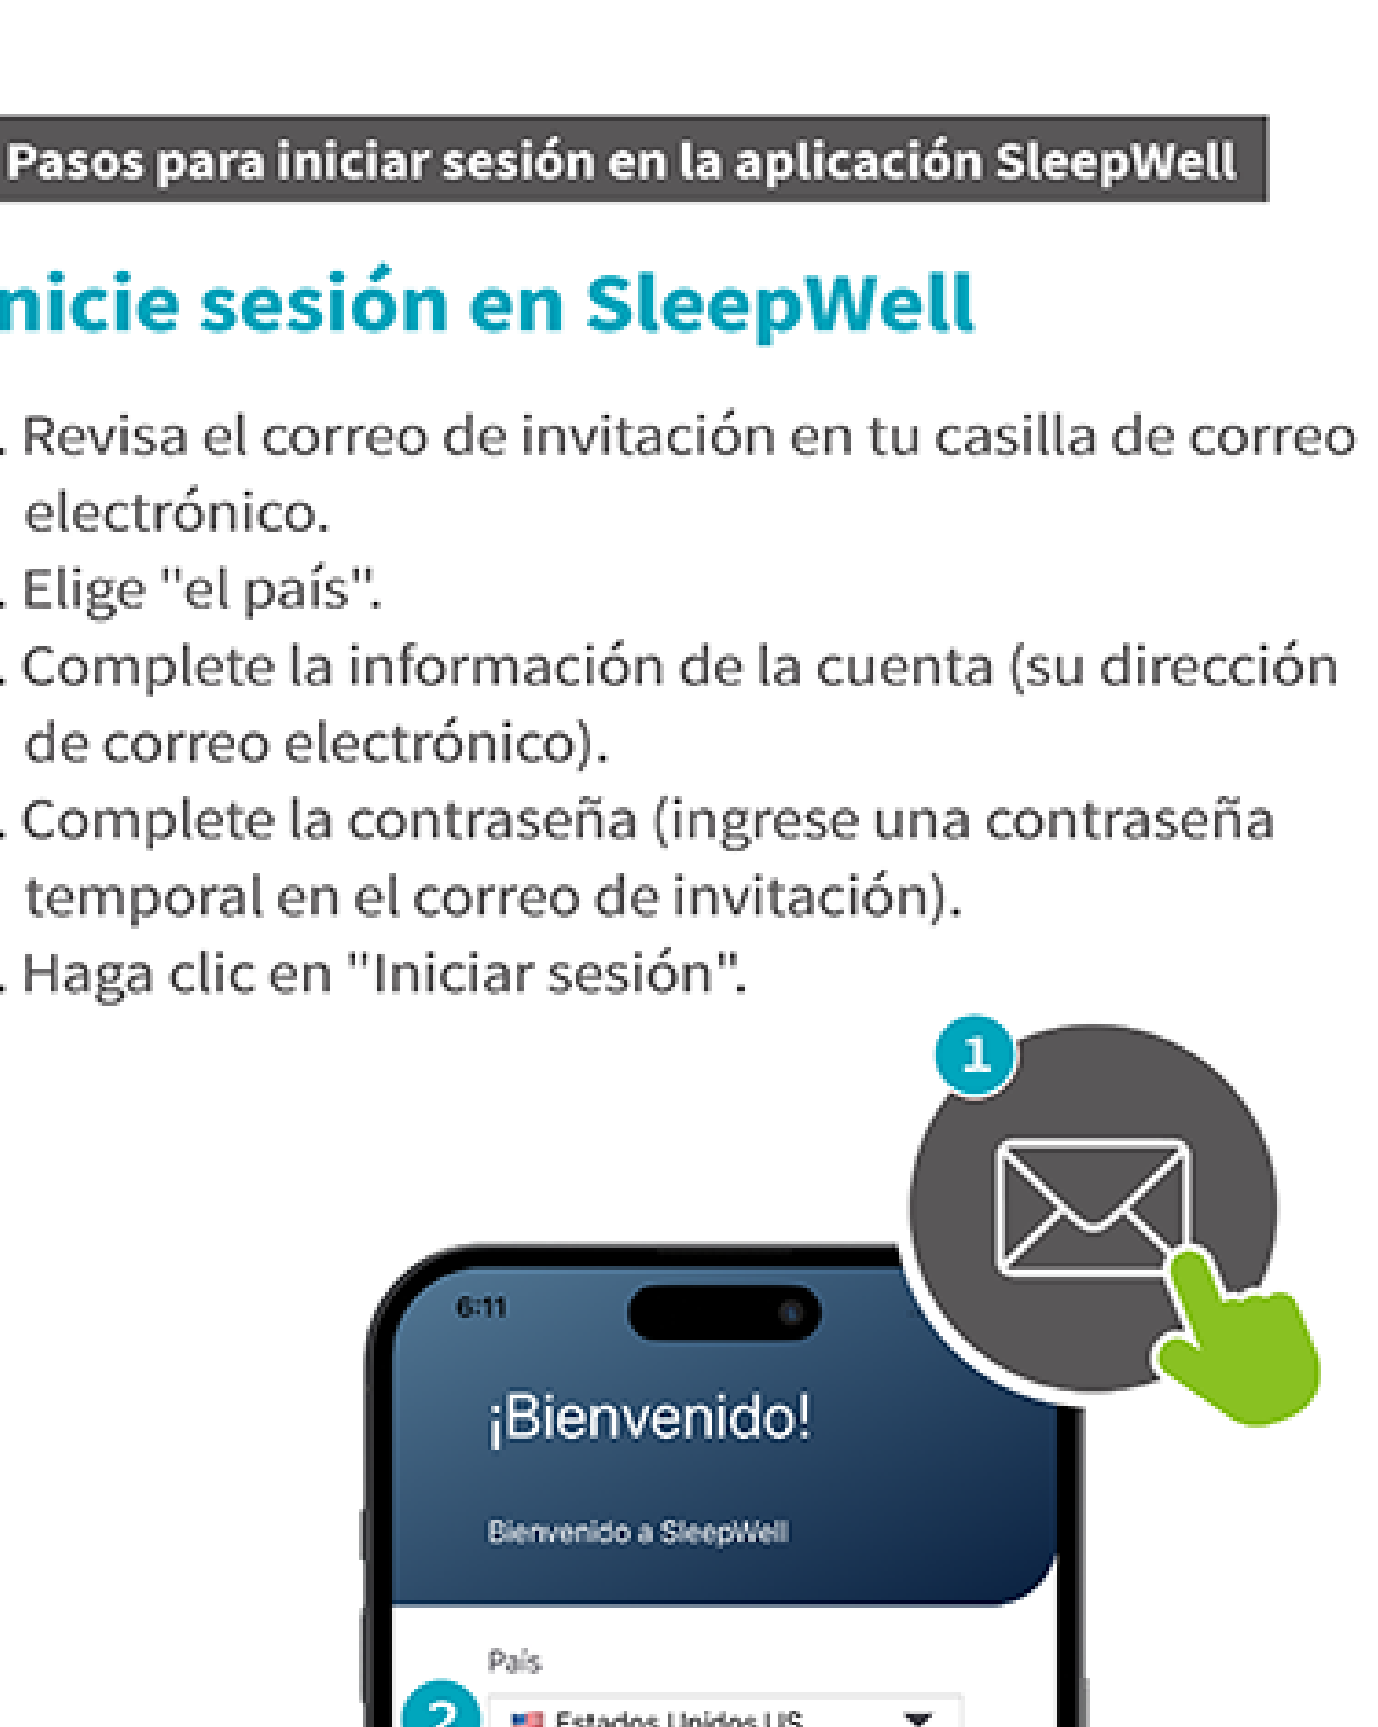 Pasos para iniciar sesión en la aplicación SleepWell
nicie sesión en SleepWell
. Revisa el correo de invitación en tu casilla de correo
electrónico.
. Elige "el país".
. Complete la información de la cuenta (su dirección
de correo electrónico).
. Complete la contraseña (ingrese una contraseña
temporal en el correo de invitación).
. Haga clic en "Iniciar sesión".
1
6:11
¡Bienvenido!
Bienvenido a SleepWell
País
2
Estados Unidos US